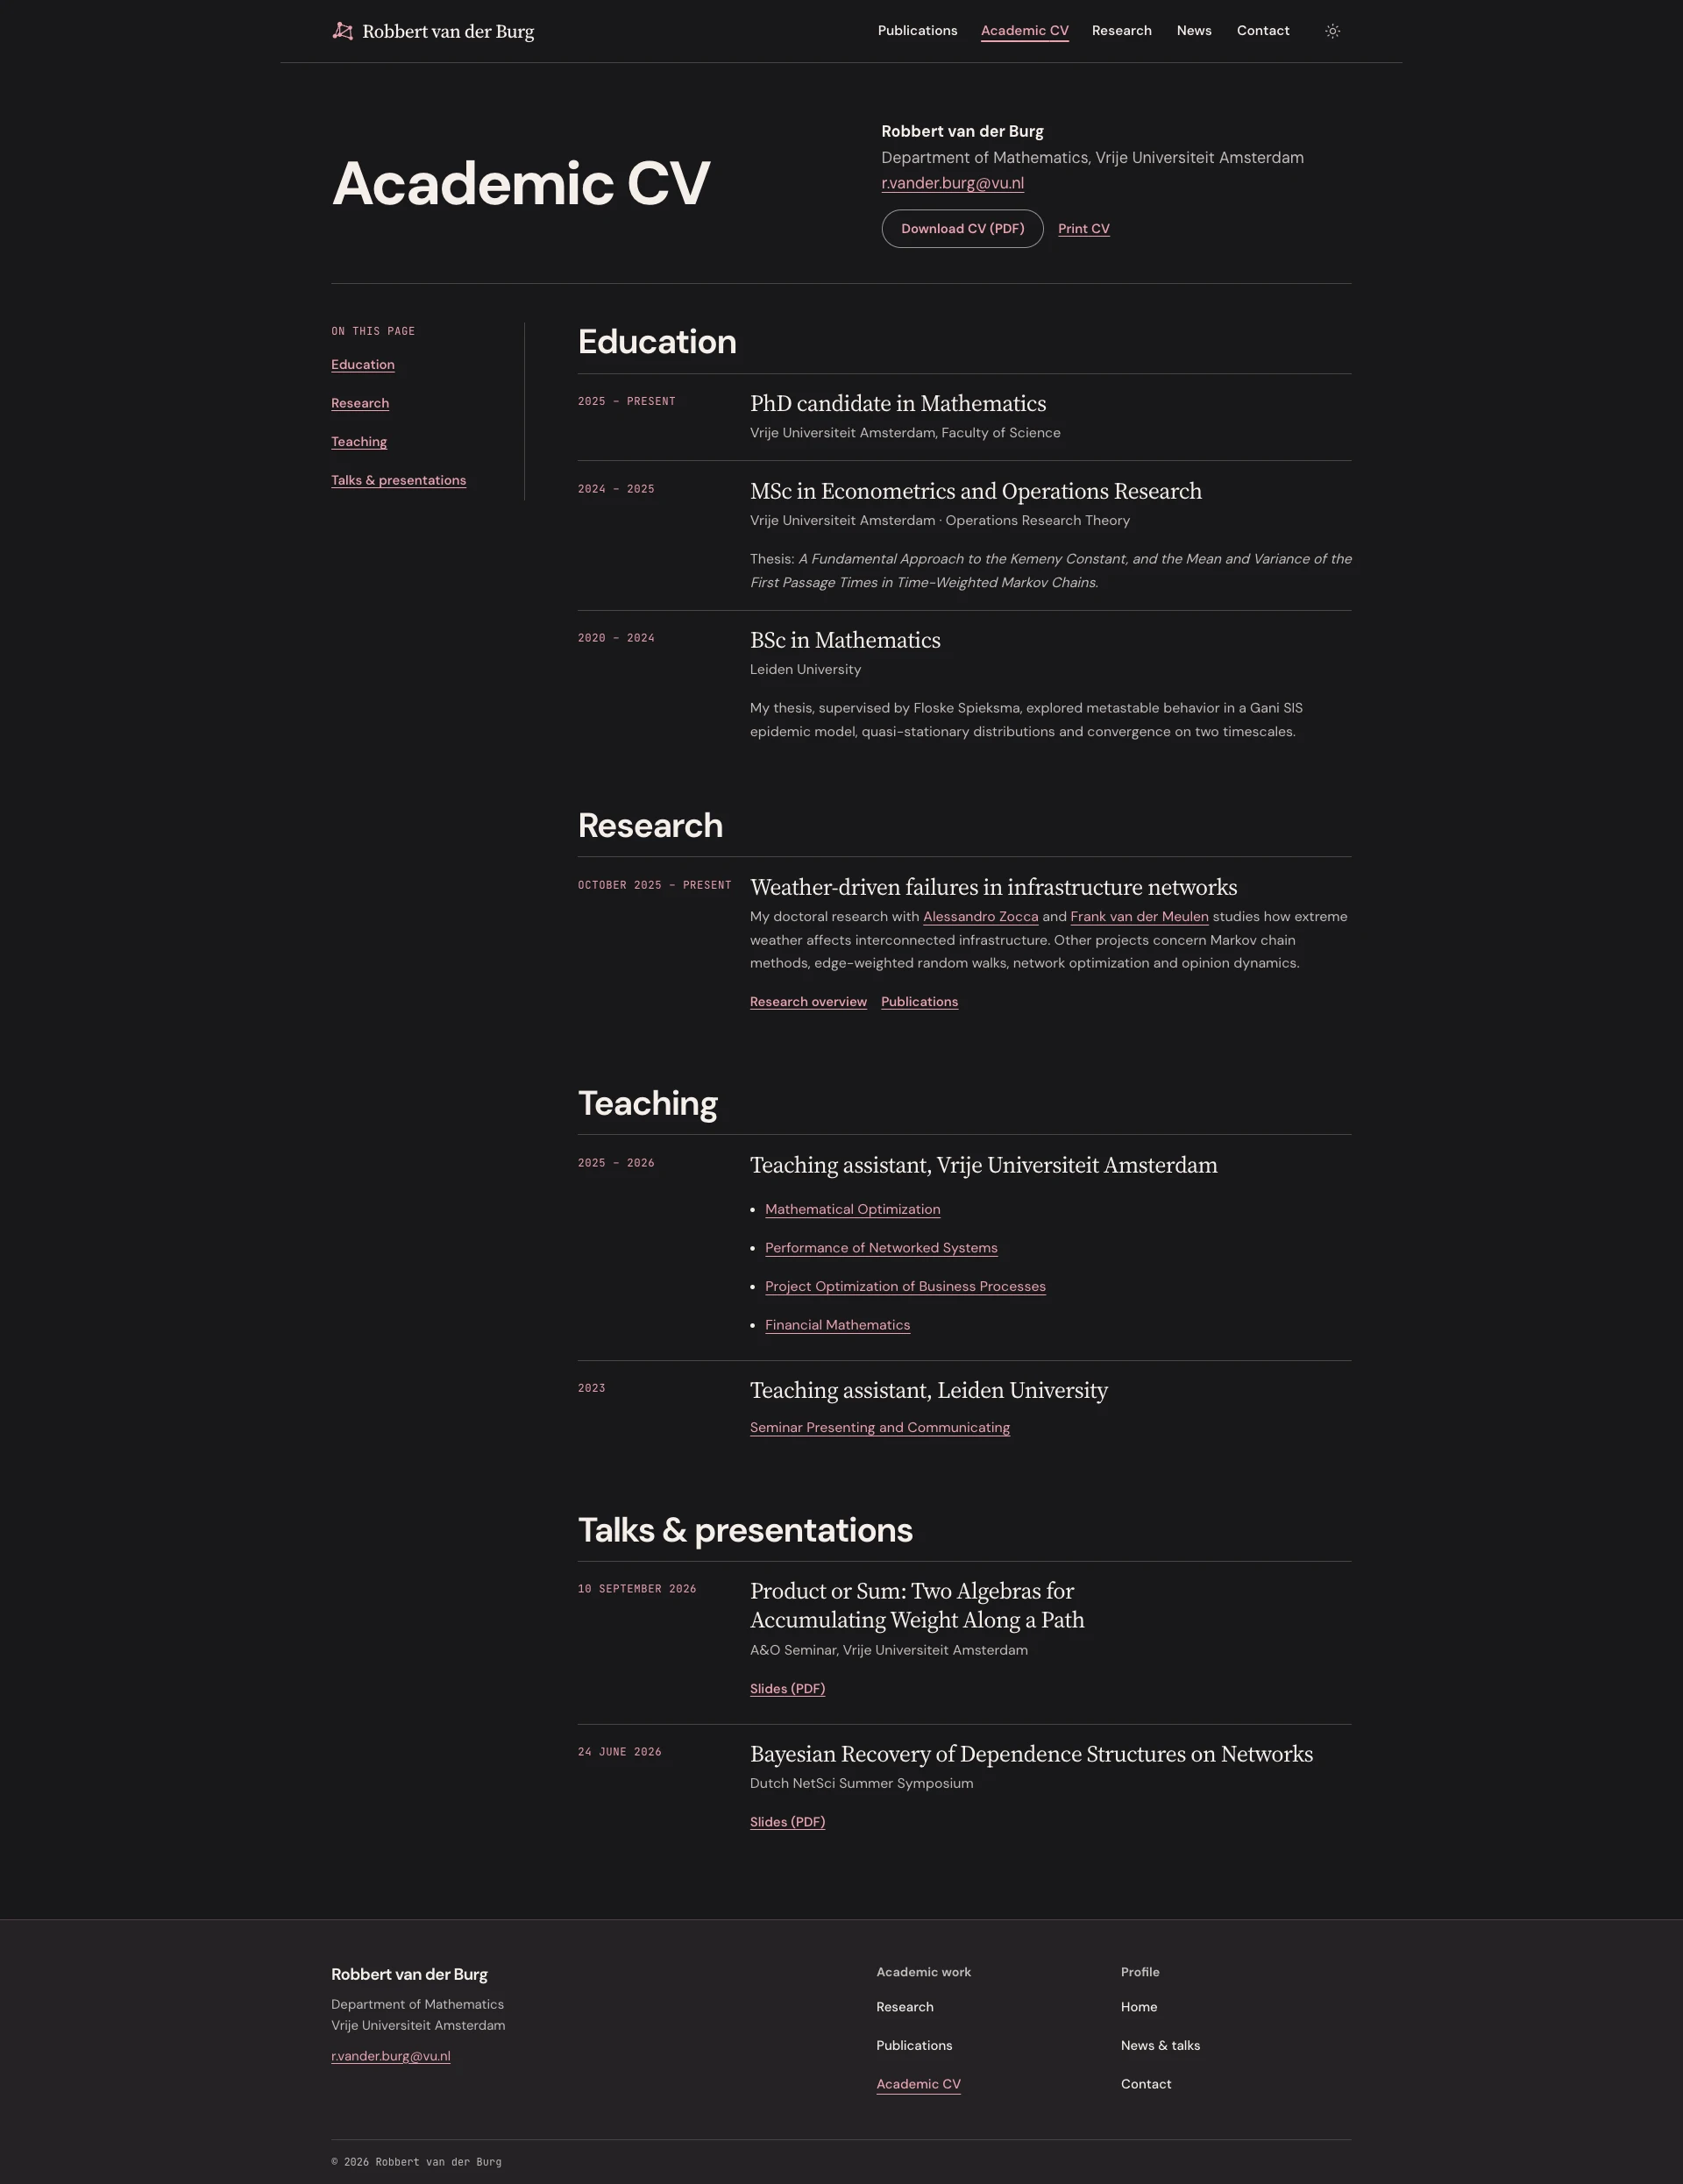 Robbert van der Burg
Publications Academic CV Research News Contact
Academic CV
Robbert van der Burg
Department of Mathematics, Vrije Universiteit Amsterdam
r.vander.burg@vu.nl
Download CV (PDF) Print CV
ON THIS PAGE
Education
Research
Teaching
Talks & presentations
Education
2025 – PRESENT
PhD candidate in Mathematics
Vrije Universiteit Amsterdam, Faculty of Science
2024 – 2025
MSc in Econometrics and Operations Research
Vrije Universiteit Amsterdam · Operations Research Theory
Thesis: A Fundamental Approach to the Kemeny Constant, and the Mean and Variance of the
First Passage Times in Time-Weighted Markov Chains.
2020 – 2024
BSc in Mathematics
Leiden University
My thesis, supervised by Floske Spieksma, explored metastable behavior in a Gani SIS
epidemic model, quasi-stationary distributions and convergence on two timescales.
Research
OCTOBER 2025 – PRESENT
Weather-driven failures in infrastructure networks
My doctoral research with Alessandro Zocca and Frank van der Meulen studies how extreme
weather affects interconnected infrastructure. Other projects concern Markov chain
methods, edge-weighted random walks, network optimization and opinion dynamics.
Research overview Publications
Teaching
2025 – 2026
Teaching assistant, Vrije Universiteit Amsterdam
• Mathematical Optimization
• Performance of Networked Systems
• Project Optimization of Business Processes
• Financial Mathematics
2023
Teaching assistant, Leiden University
Seminar Presenting and Communicating
Talks & presentations
10 SEPTEMBER 2026
Product or Sum: Two Algebras for
Accumulating Weight Along a Path
A&O Seminar, Vrije Universiteit Amsterdam
Slides (PDF)
24 JUNE 2026
Bayesian Recovery of Dependence Structures on Networks
Dutch NetSci Summer Symposium
Slides (PDF)
Robbert van der Burg
Department of Mathematics
Vrije Universiteit Amsterdam
r.vander.burg@vu.nl
Academic work
Research
Publications
Academic CV
Profile
Home
News & talks
Contact
© 2026 Robbert van der Burg